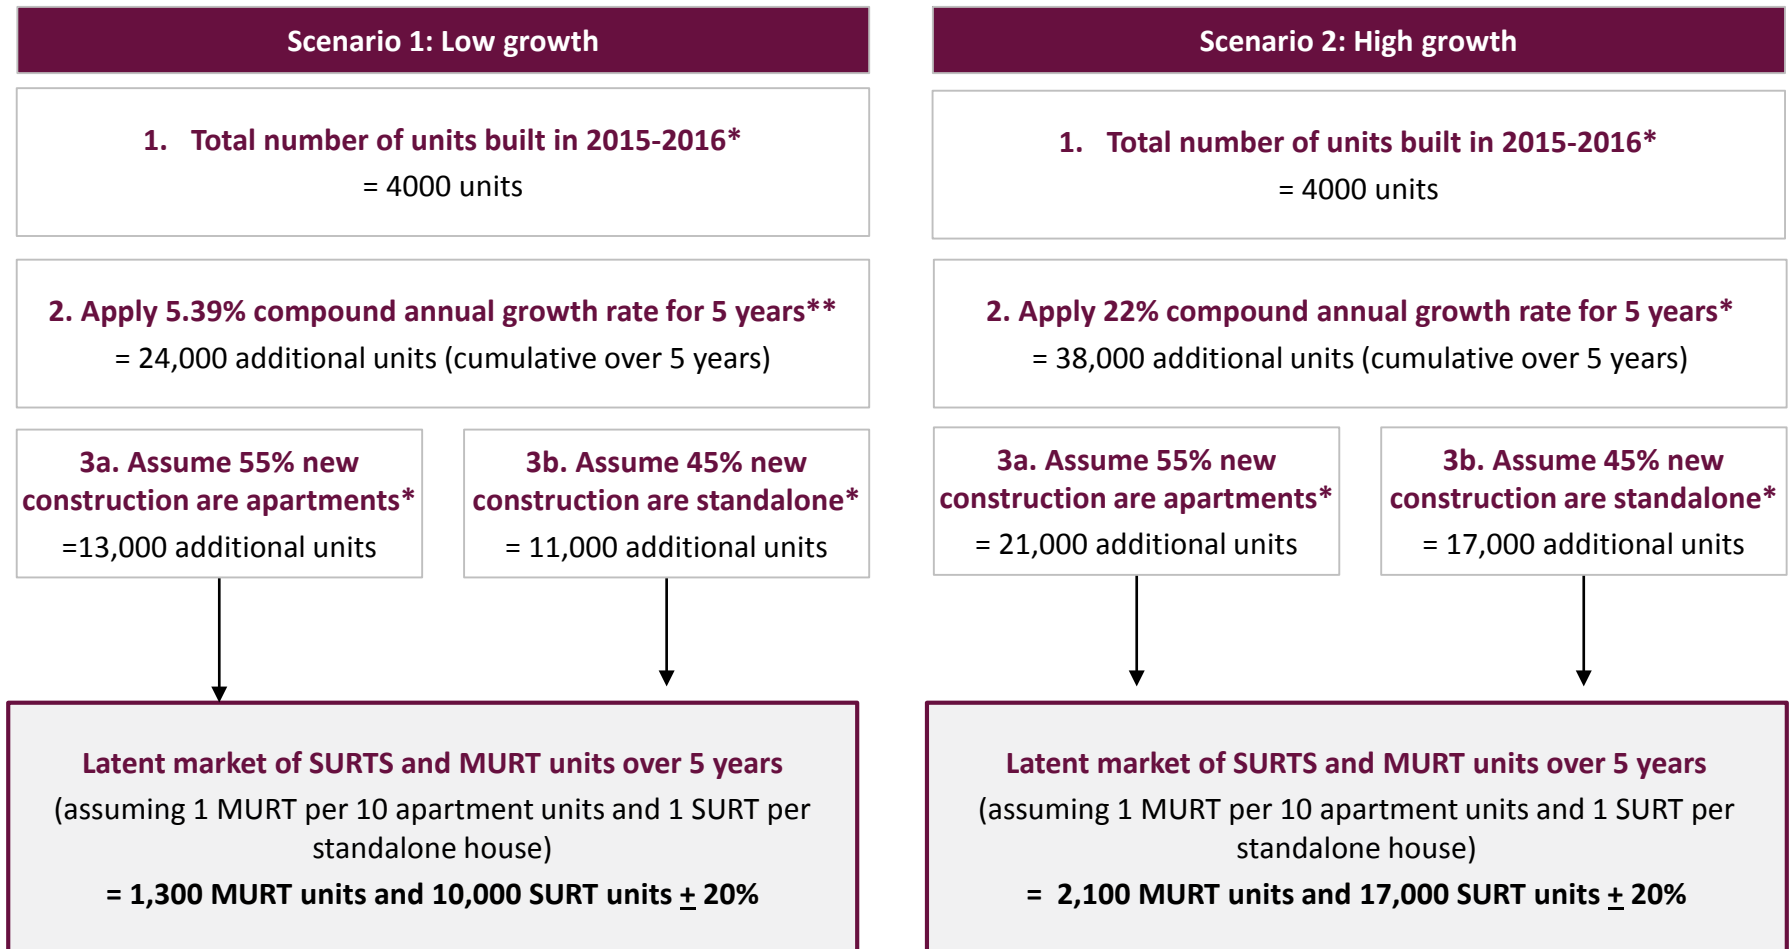 Scenario 1: Low growth
1. Total number of units built in 2015-2016*
= 4000 units
2. Apply 5.39% compound annual growth rate for 5 years**
= 24,000 additional units (cumulative over 5 years)
3a. Assume 55% new
construction are apartments*
=13,000 additional units
3b. Assume 45% new
construction are standalone*
= 11,000 additional units
Latent market of SURTS and MURT units over 5 years
(assuming 1 MURT per 10 apartment units and 1 SURT per
standalone house)
= 1,300 MURT units and 10,000 SURT units ± 20%
Scenario 2: High growth
1. Total number of units built in 2015-2016*
= 4000 units
2. Apply 22% compound annual growth rate for 5 years*
= 38,000 additional units (cumulative over 5 years)
3a. Assume 55% new
construction are apartments*
= 21,000 additional units
3b. Assume 45% new
construction are standalone*
= 17,000 additional units
Latent market of SURTS and MURT units over 5 years
(assuming 1 MURT per 10 apartment units and 1 SURT per
standalone house)
= 2,100 MURT units and 17,000 SURT units ± 20%